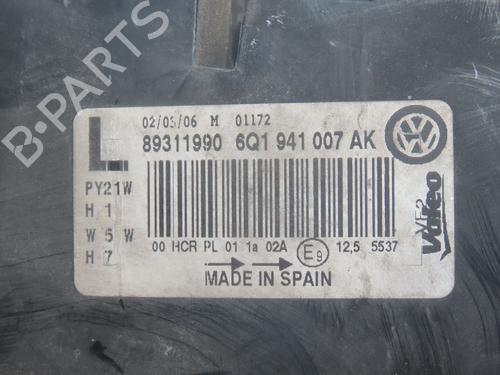 02/03/06 M 01172
L 89311990 6Q1 941 007 AK
PY21W
H 1
W 5 W
H 7
00 HCR PL 01 1a 02A E9 12,5 5537
MADE IN SPAIN
VF2
Valeo
B-PARTS